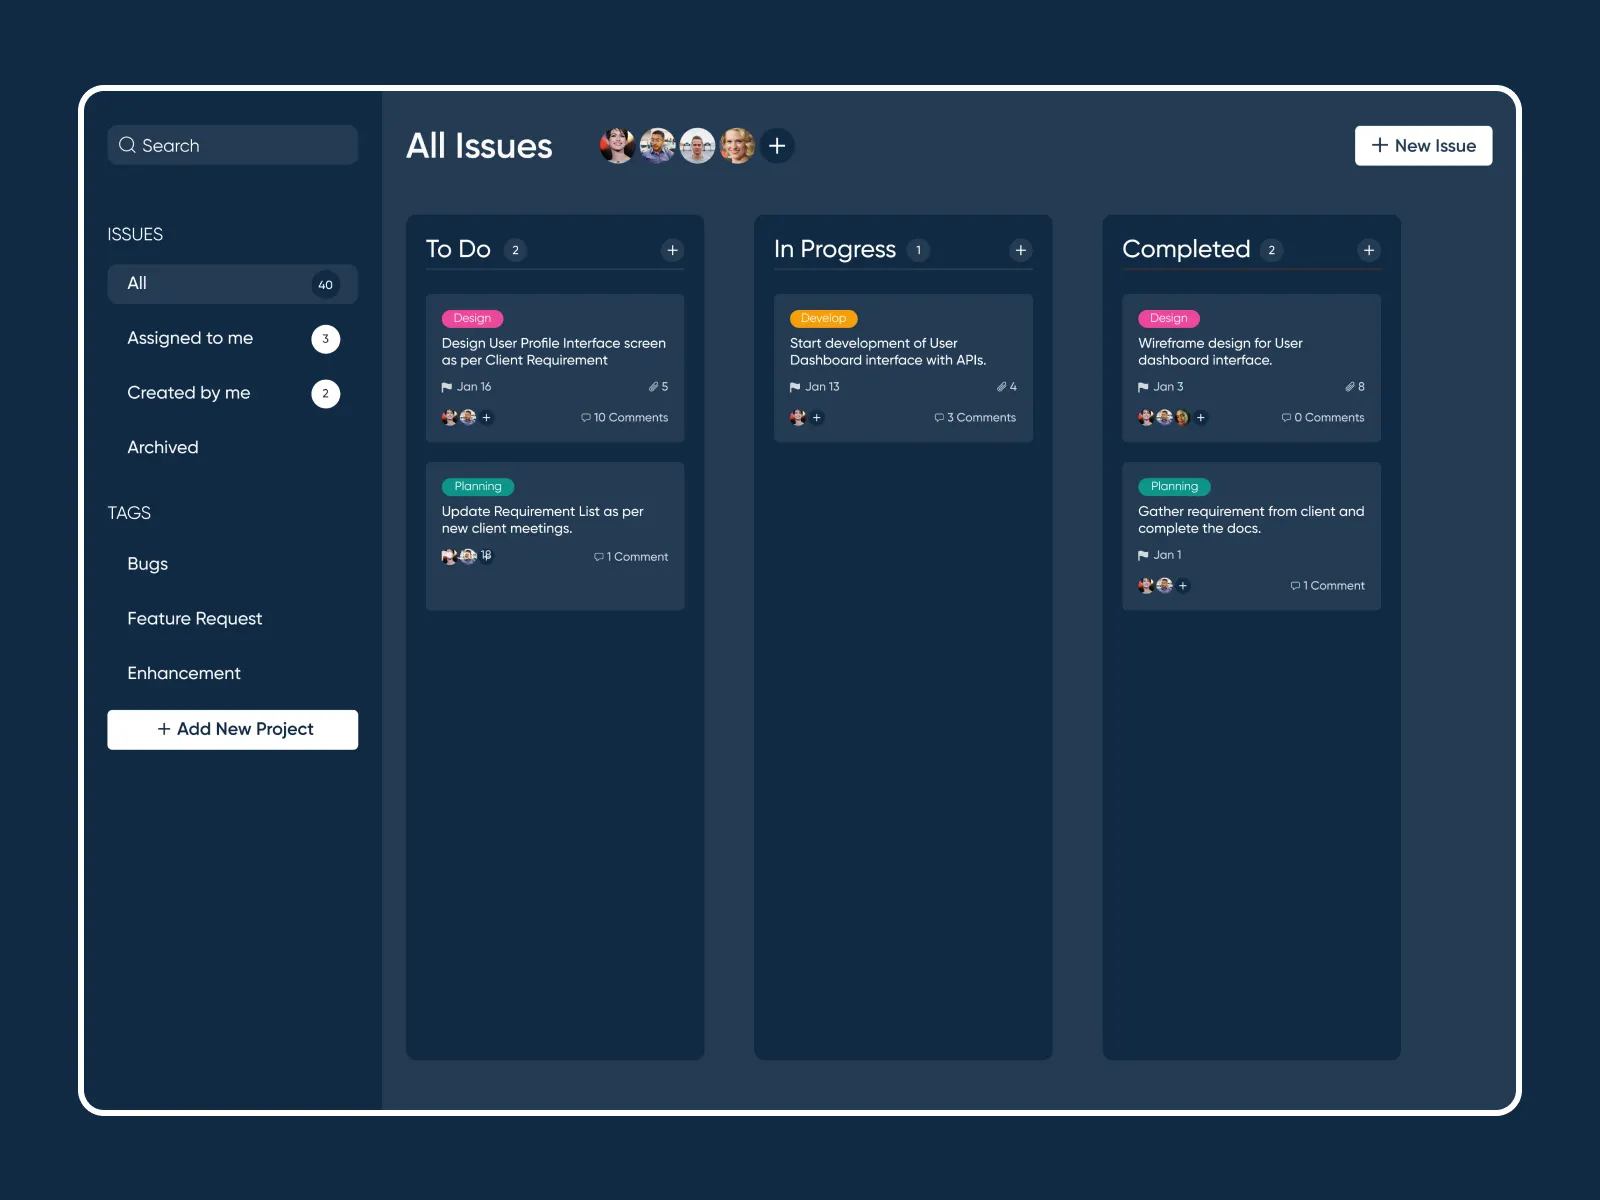 Search
ISSUES
All
40
Assigned to me
3
Created by me
2
Archived
TAGS
Bugs
Feature Request
Enhancement
+ Add New Project
All Issues
+
+ New Issue
To Do 2 +
Design
Design User Profile Interface screen
as per Client Requirement
Jan 16
5
+
10 Comments
Planning
Update Requirement List as per
new client meetings.
Jan 18
+
1 Comment
In Progress 1 +
Develop
Start development of User
Dashboard interface with APIs.
Jan 13
4
+
3 Comments
Completed 2 +
Design
Wireframe design for User
dashboard interface.
Jan 3
8
+
0 Comments
Planning
Gather requirement from client and
complete the docs.
Jan 1
+
1 Comment